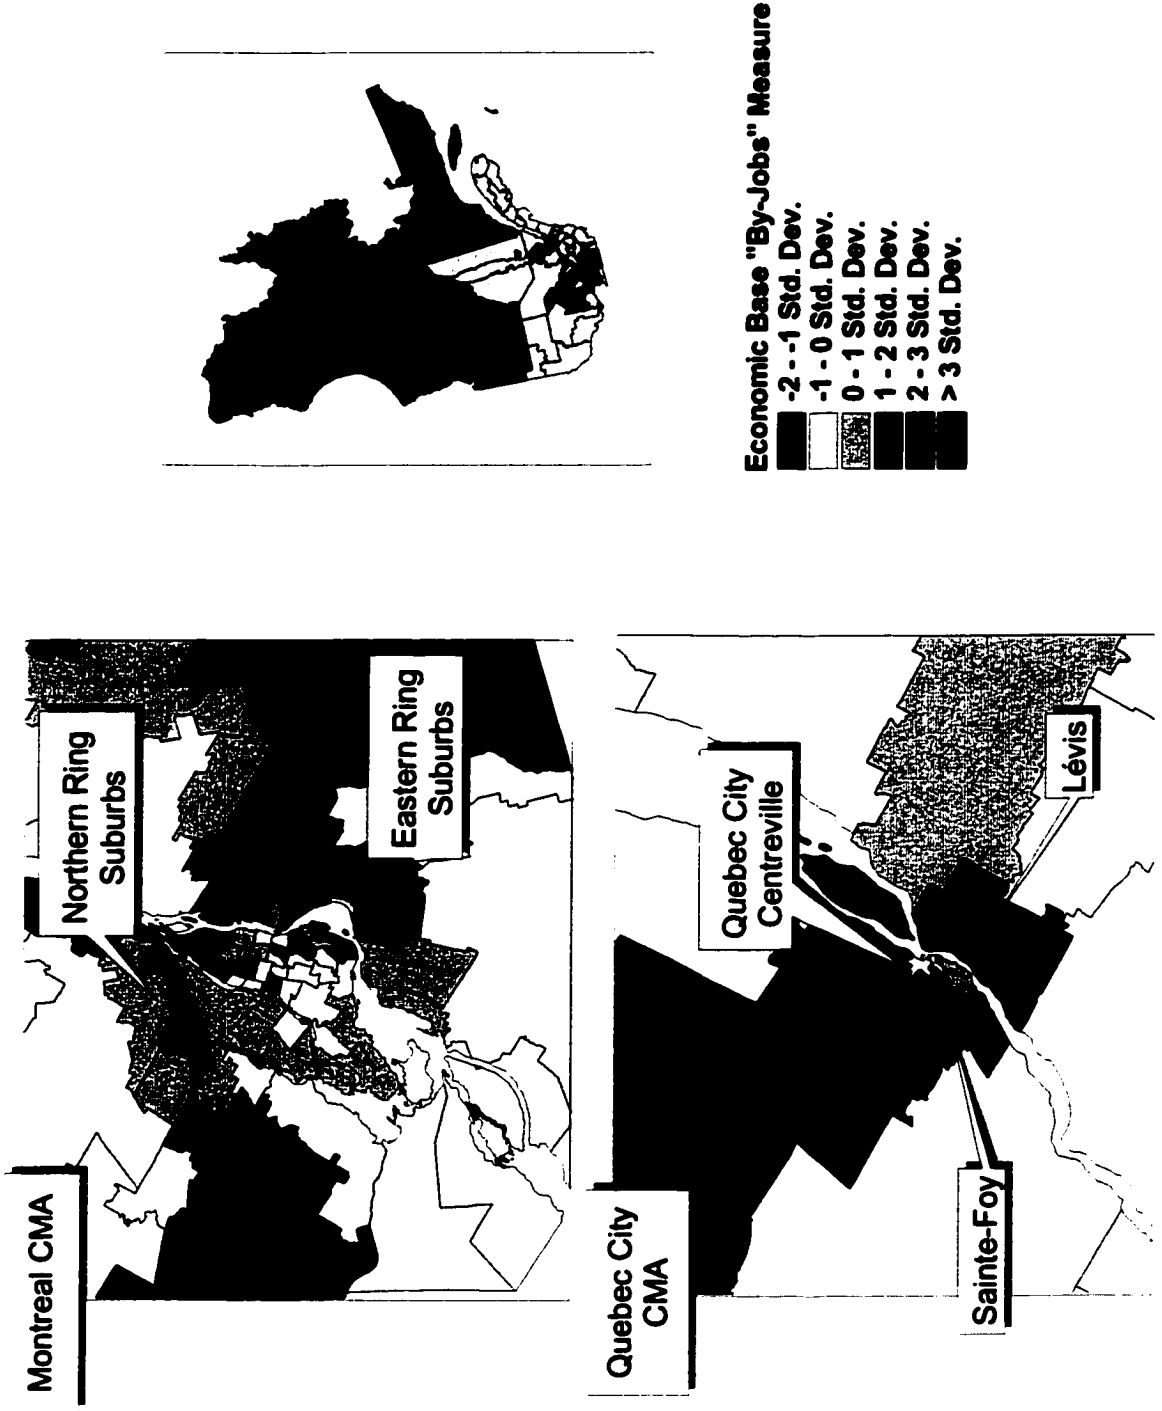 Montreal CMA
Northern Ring
Suburbs
Eastern Ring
Suburbs
Quebec City
CMA
Quebec City
Centreville
Sainte-Foy
Lévis
Economic Base "By-Jobs" Measure
-2 - -1 Std. Dev.
-1 - 0 Std. Dev.
0 - 1 Std. Dev.
1 - 2 Std. Dev.
2 - 3 Std. Dev.
> 3 Std. Dev.